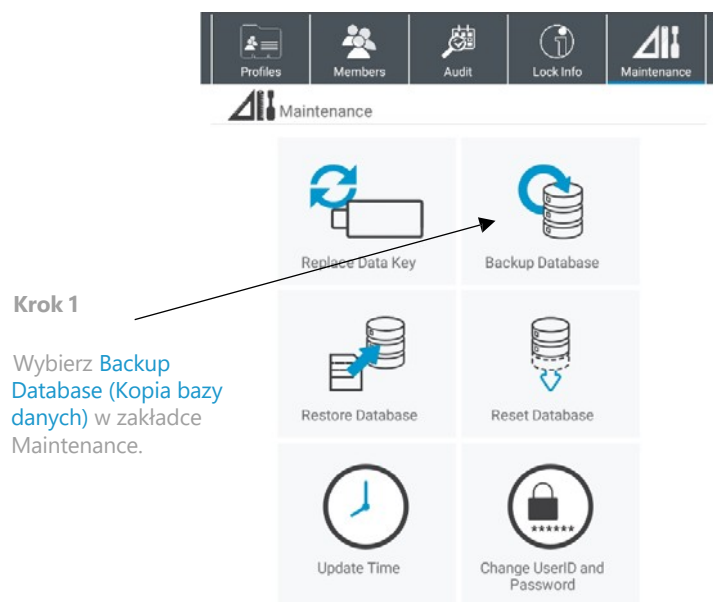 Profiles
Members
Audit
Lock Info
Maintenance
Maintenance
Replace Data Key
Backup Database
Krok 1
Wybierz Backup
Database (Kopia bazy
danych) w zakładce
Maintenance.
Restore Database
Reset Database
******
Update Time
Change UserID and
Password